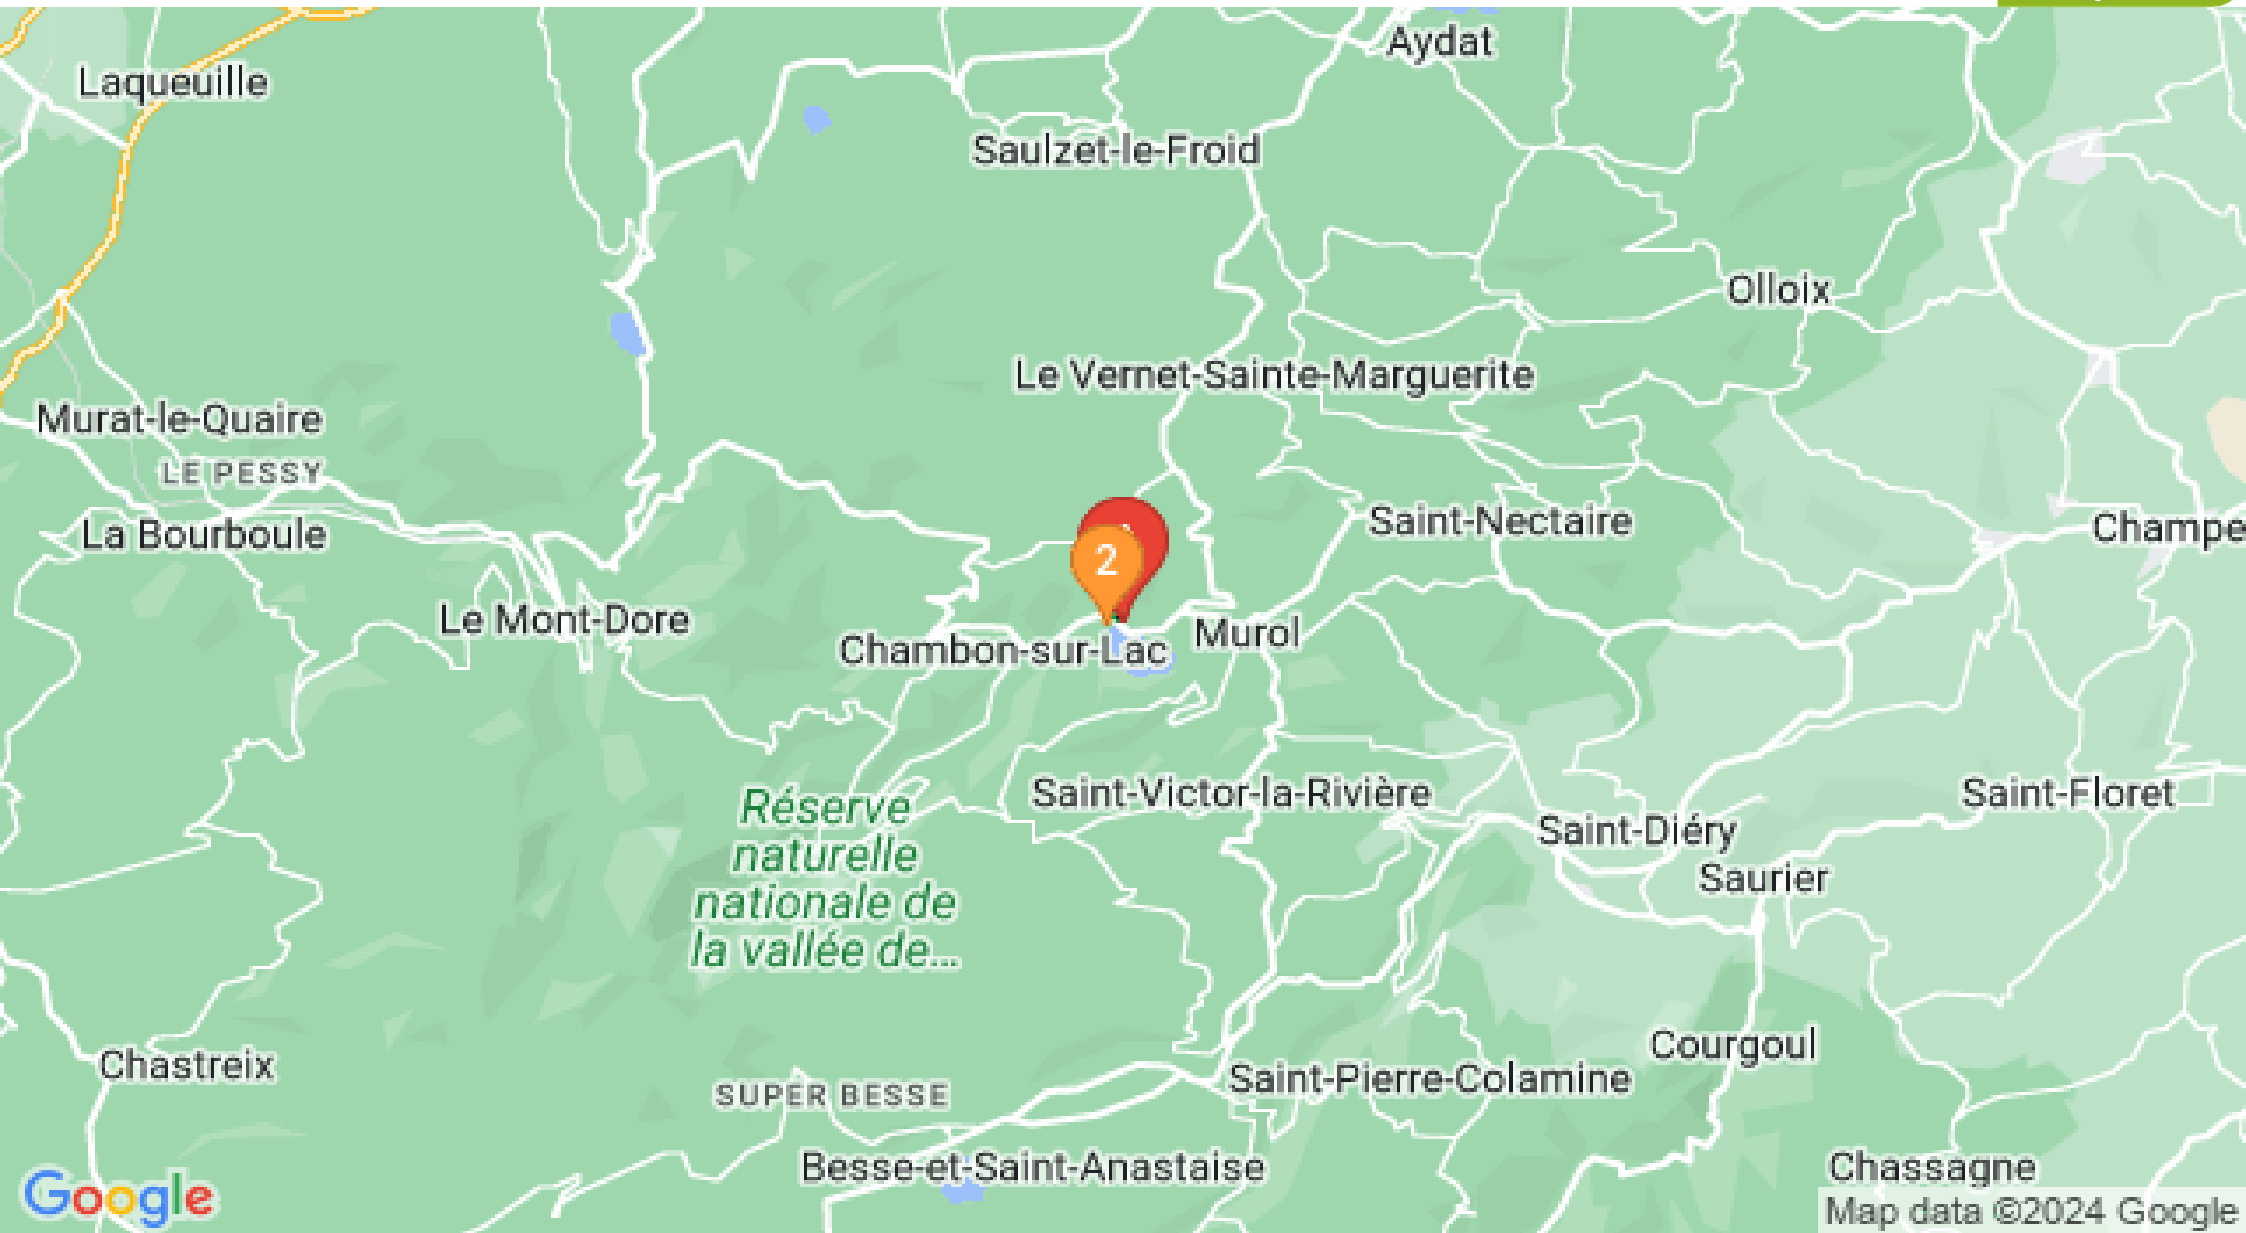 Aydat
Laqueuille
Saulzet-le-Froid
Olloix
Le Vernet-Sainte-Marguerite
Murat-le-Quaire
LE PESSY
La Bourboule
Saint-Nectaire
Champe
2
Le Mont-Dore
Chambon-sur-Lac
Murol
Réserve
naturelle
nationale de
la vallée de...
Saint-Victor-la-Rivière
Saint-Floret
Saint-Diéry
Saurier
Courgoul
Chastreix
SUPER BESSE
Saint-Pierre-Colamine
Besse-et-Saint-Anastaise
Chassagne
Google
Map data ©2024 Google